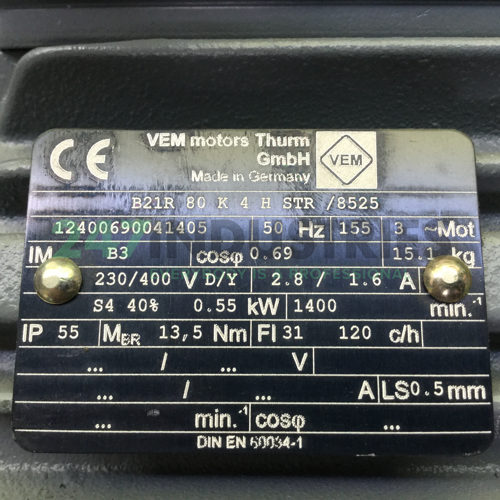 CE
VEM motors Thurm
GmbH
VEM
Made in Germany
B21R 80 K 4 H STR /8525
12400690041405 50 Hz 155 3 ~Mot
IM B3 cosφ 0.69 15.1 kg
230/400 V D/Y 2.8 / 1.6 A
S4 40% 0.55 kW 1400 min.-1
IP 55 MBR 13,5 Nm FI 31 120 c/h
... / ... V
... / ... A LS0.5mm
... min.-1 cosφ ...
DIN EN 60034-1